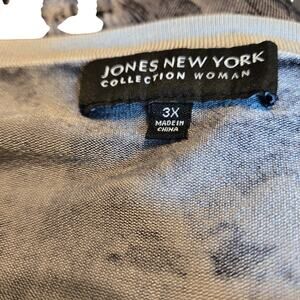 JONES NEW YORK
COLLECTION WOMAN
3X
MADE IN
CHINA